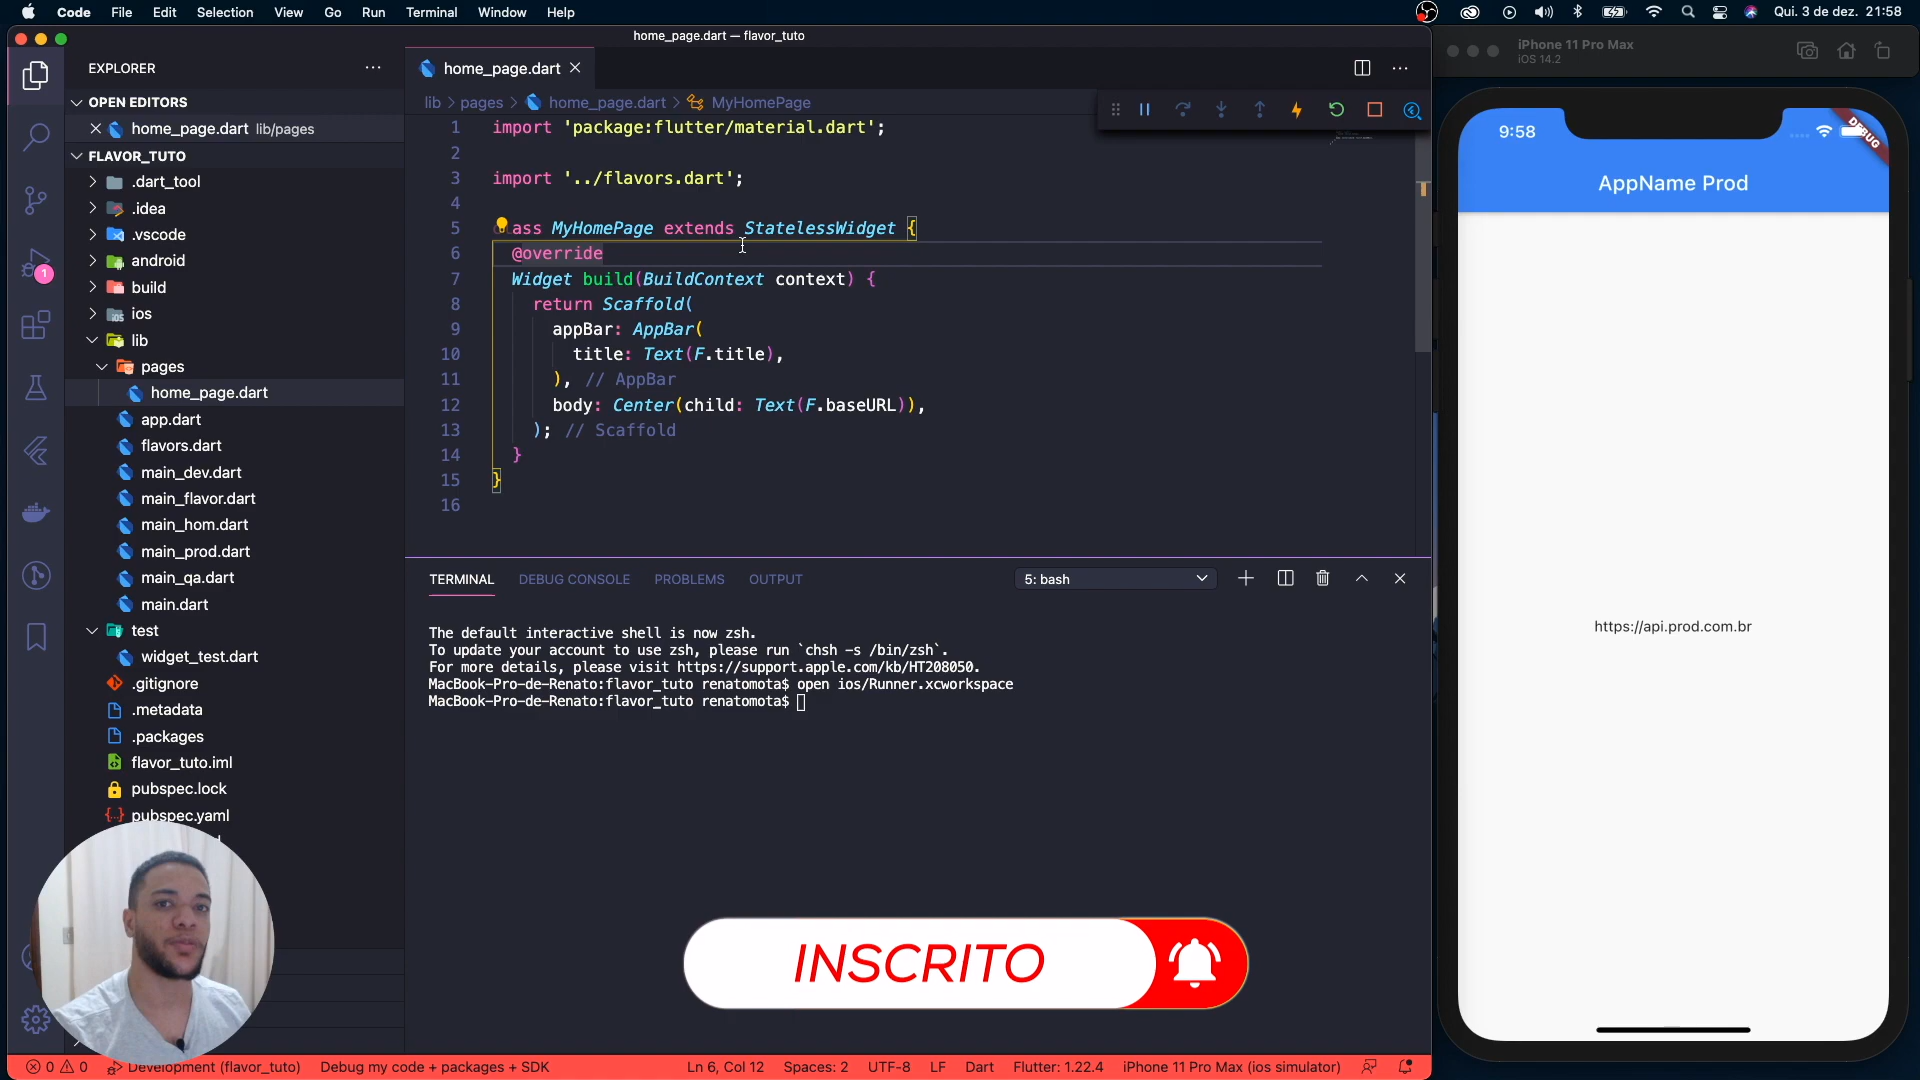 Code File Edit Selection View Go Run Terminal Window Help
Qui. 3 de dez. 21:58
home_page.dart — flavor_tuto
EXPLORER
OPEN EDITORS
home_page.dart lib/pages
FLAVOR_TUTO
.dart_tool
.idea
.vscode
android
build
ios
lib
pages
home_page.dart
app.dart
flavors.dart
main_dev.dart
main_flavor.dart
main_hom.dart
main_prod.dart
main_qa.dart
main.dart
test
widget_test.dart
.gitignore
.metadata
.packages
flavor_tuto.iml
pubspec.lock
pubspec.yaml
1
home_page.dart
lib > pages > home_page.dart > MyHomePage
1 import 'package:flutter/material.dart';
2
3 import '../flavors.dart';
4
5 ass MyHomePage extends StatelessWidget {
6 @override
7 Widget build(BuildContext context) {
8 return Scaffold(
9 appBar: AppBar(
10 title: Text(F.title),
11 ), // AppBar
12 body: Center(child: Text(F.baseURL)),
13 ); // Scaffold
14 }
15 }
16
TERMINAL DEBUG CONSOLE PROBLEMS OUTPUT
5: bash
The default interactive shell is now zsh.
To update your account to use zsh, please run `chsh -s /bin/zsh`.
For more details, please visit https://support.apple.com/kb/HT208050.
MacBook-Pro-de-Renato:flavor_tuto renatomota$ open ios/Runner.xcworkspace
MacBook-Pro-de-Renato:flavor_tuto renatomota$
INSCRITO
0 0 Development (flavor_tuto) Debug my code + packages + SDK
Ln 6, Col 12 Spaces: 2 UTF-8 LF Dart Flutter: 1.22.4 iPhone 11 Pro Max (ios simulator)
iPhone 11 Pro Max
iOS 14.2
9:58
DEBUG
AppName Prod
https://api.prod.com.br